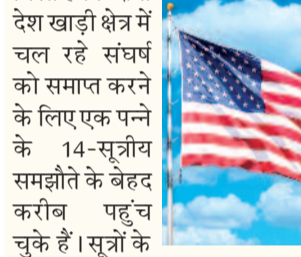 देश खाड़ी क्षेत्र में
चल रहे संघर्ष
को समाप्त करने
के लिए एक पन्ने
के 14-सूत्रीय
समझौते के बेहद
करीब पहुंच
चुके हैं। सूत्रों के